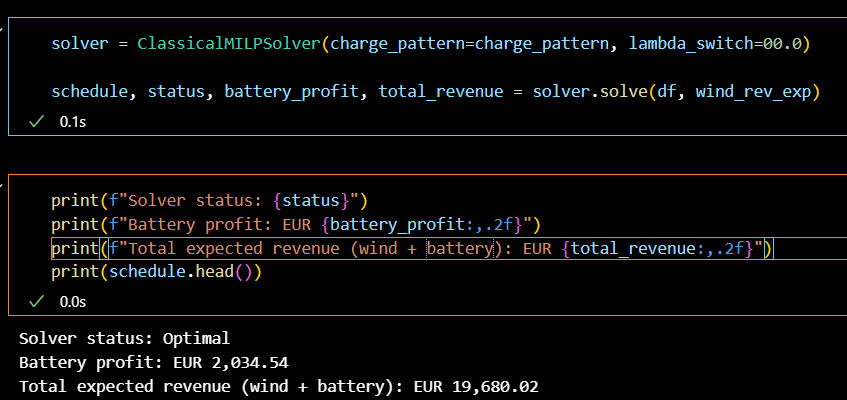 solver = ClassicalMILPSolver(charge_pattern=charge_pattern, lambda_switch=00.0)
schedule, status, battery_profit, total_revenue = solver.solve(df, wind_rev_exp)
0.1s
print(f"Solver status: {status}")
print(f"Battery profit: EUR {battery_profit:,.2f}")
print(f"Total expected revenue (wind + battery): EUR {total_revenue:,.2f}")
print(schedule.head())
0.0s
Solver status: Optimal
Battery profit: EUR 2,034.54
Total expected revenue (wind + battery): EUR 19,680.02